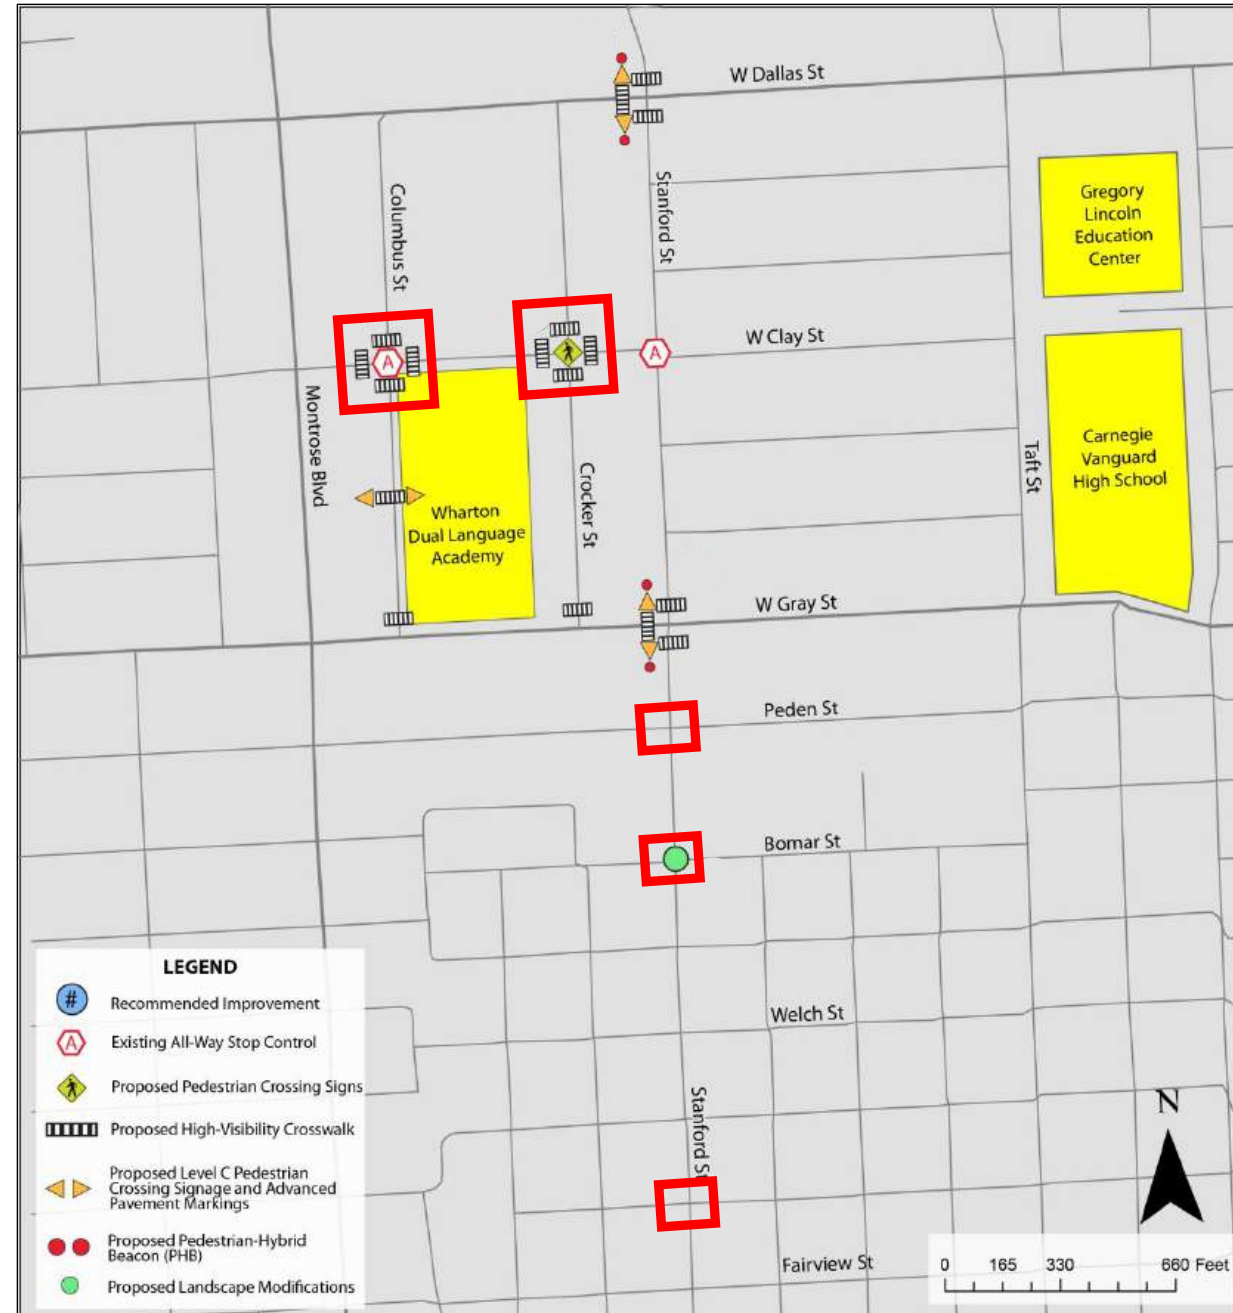 W Dallas St
Columbus St
Stanford St
Gregory
Lincoln
Education
Center
A
A
W Clay St
Montrose Blvd
Crocker St
Taft St
Carnegie
Vanguard
High School
Wharton
Dual Language
Academy
W Gray St
Peden St
Bomar St
Welch St
Stanford St
Fairview St
LEGEND
# Recommended Improvement
A Existing All-Way Stop Control
Proposed Pedestrian Crossing Signs
Proposed High-Visibility Crosswalk
Proposed Level C Pedestrian
Crossing Signage and Advanced
Pavement Markings
Proposed Pedestrian-Hybrid
Beacon (PHB)
Proposed Landscape Modifications
N
0 165 330 660 Feet